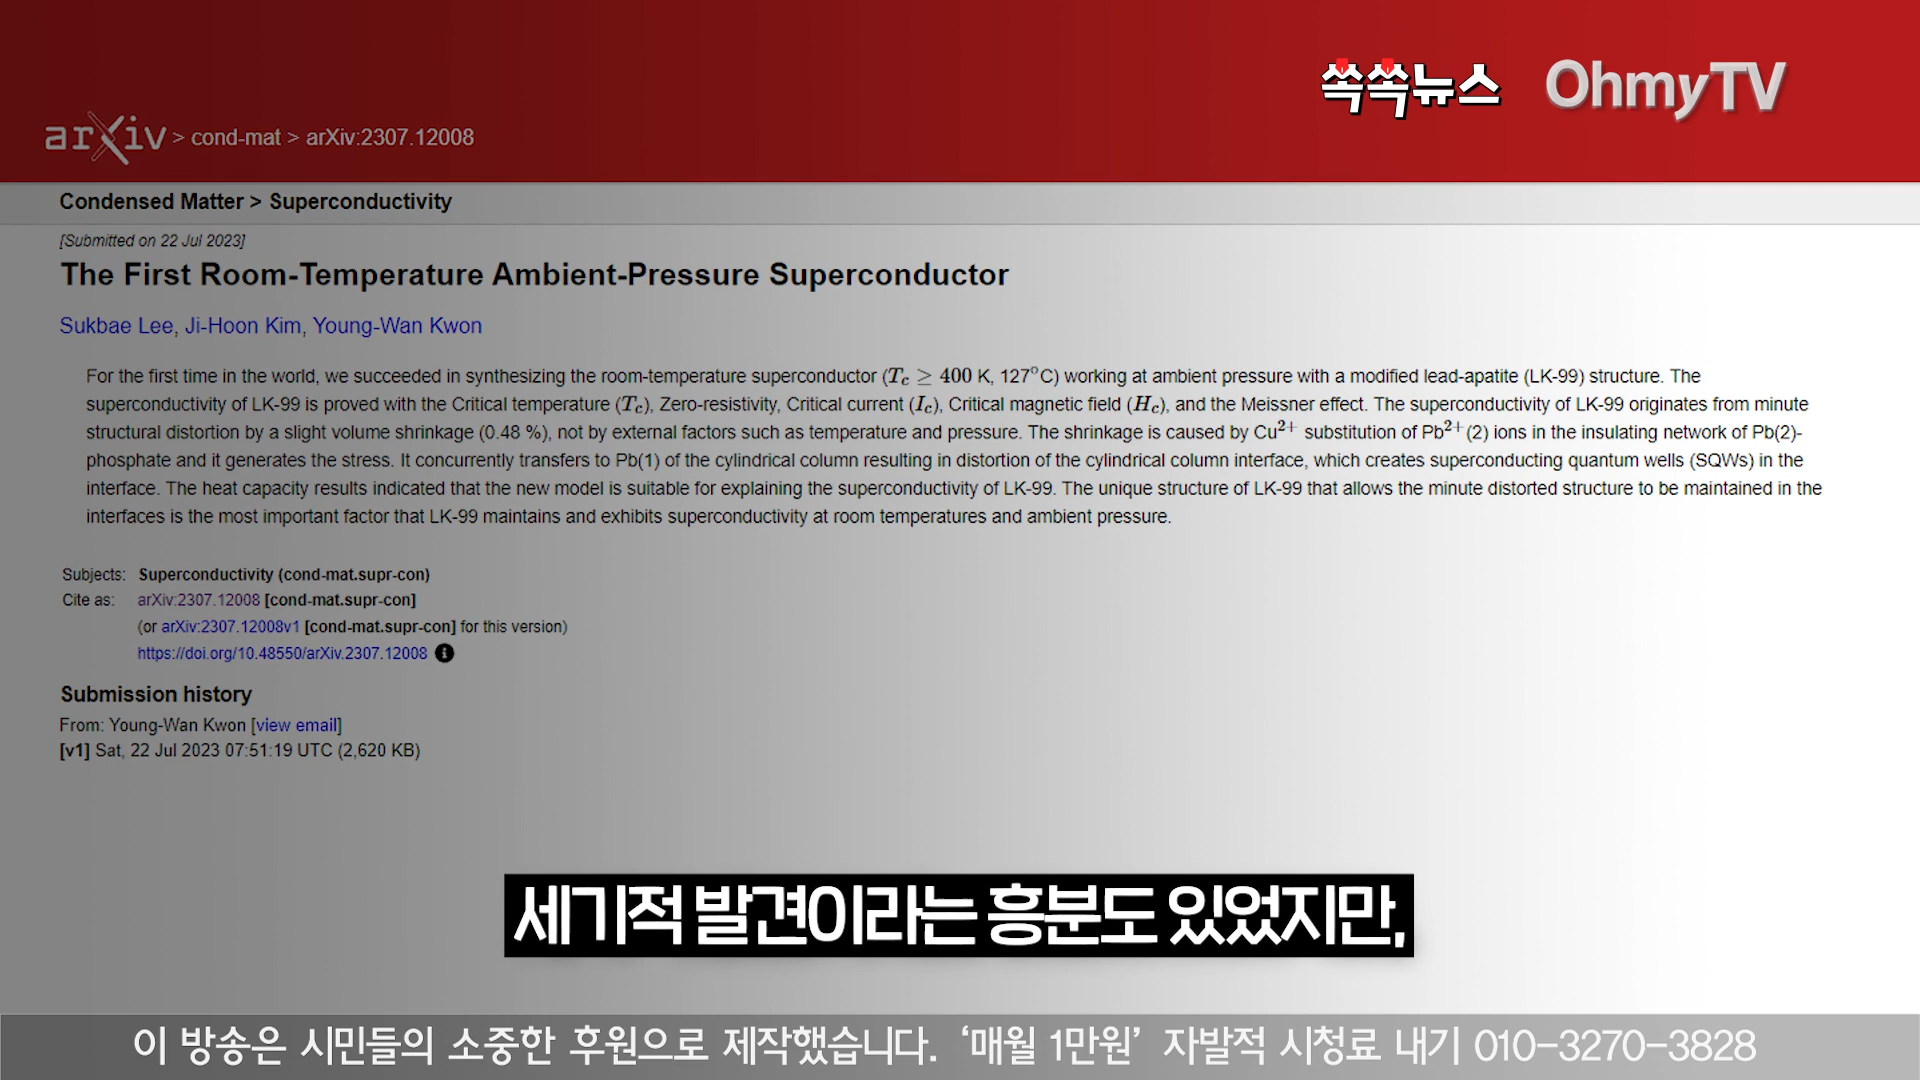 쏙쏙뉴스 OhmyTV
arXiv > cond-mat > arXiv:2307.12008
Condensed Matter > Superconductivity
[Submitted on 22 Jul 2023]
The First Room-Temperature Ambient-Pressure Superconductor
Sukbae Lee, Ji-Hoon Kim, Young-Wan Kwon
For the first time in the world, we succeeded in synthesizing the room-temperature superconductor (Tc ≥ 400 K, 127°C) working at ambient pressure with a modified lead-apatite (LK-99) structure. The
superconductivity of LK-99 is proved with the Critical temperature (Tc), Zero-resistivity, Critical current (Ic), Critical magnetic field (Hc), and the Meissner effect. The superconductivity of LK-99 originates from minute
structural distortion by a slight volume shrinkage (0.48 %), not by external factors such as temperature and pressure. The shrinkage is caused by Cu²⁺ substitution of Pb²⁺(2) ions in the insulating network of Pb(2)-
phosphate and it generates the stress. It concurrently transfers to Pb(1) of the cylindrical column resulting in distortion of the cylindrical column interface, which creates superconducting quantum wells (SQWs) in the
interface. The heat capacity results indicated that the new model is suitable for explaining the superconductivity of LK-99. The unique structure of LK-99 that allows the minute distorted structure to be maintained in the
interfaces is the most important factor that LK-99 maintains and exhibits superconductivity at room temperatures and ambient pressure.
Subjects: Superconductivity (cond-mat.supr-con)
Cite as: arXiv:2307.12008 [cond-mat.supr-con]
(or arXiv:2307.12008v1 [cond-mat.supr-con] for this version)
https://doi.org/10.48550/arXiv.2307.12008
Submission history
From: Young-Wan Kwon [view email]
[v1] Sat, 22 Jul 2023 07:51:19 UTC (2,620 KB)
세기적 발견이라는 흥분도 있었지만,
이 방송은 시민들의 소중한 후원으로 제작했습니다. ‘매월 1만원’ 자발적 시청료 내기 010-3270-3828